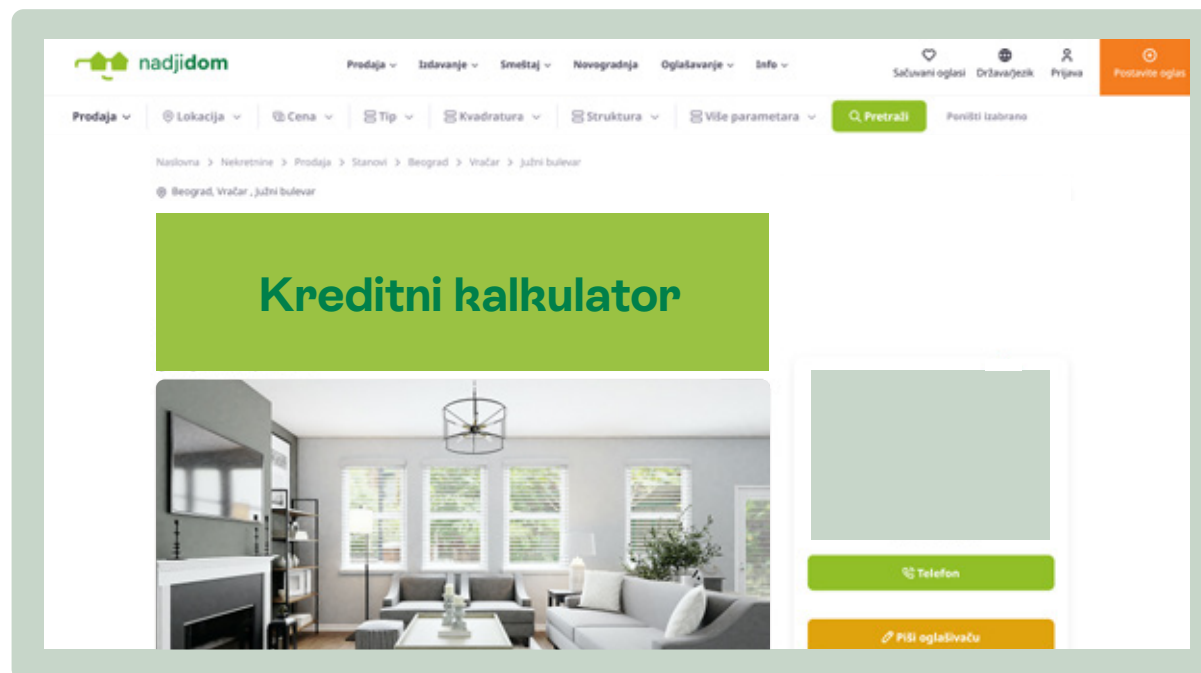 nadjidom
Prodaja Izdavanje Smeštaj Novogradnja Oglašavanje Info
Sačuvani oglasi Država/Jezik Prijava Postavite oglas
Prodaja Lokacija Cena Tip Kvadratura Struktura Više parametara Pretraži Poništi izabrano
Naslovna > Nekretnine > Prodaja > Stanovi > Beograd > Vračar > Južni bulevar
Beograd, Vračar , Južni bulevar
Kreditni kalkulator
Telefon
Piši oglašivaču